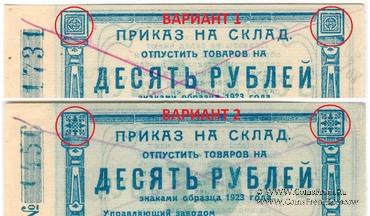 ВАРИАНТ 1
ПРИКАЗ НА СКЛАД.
ОТПУСТИТЬ ТОВАРОВ НА
ДЕСЯТЬ РУБЛЕЙ
знаками образца 1923 года
ВАРИАНТ 2
ПРИКАЗ НА СКЛАД.
ОТПУСТИТЬ ТОВАРОВ НА
ДЕСЯТЬ РУБЛЕЙ
знаками образца 1923 года
Управляющий заводом